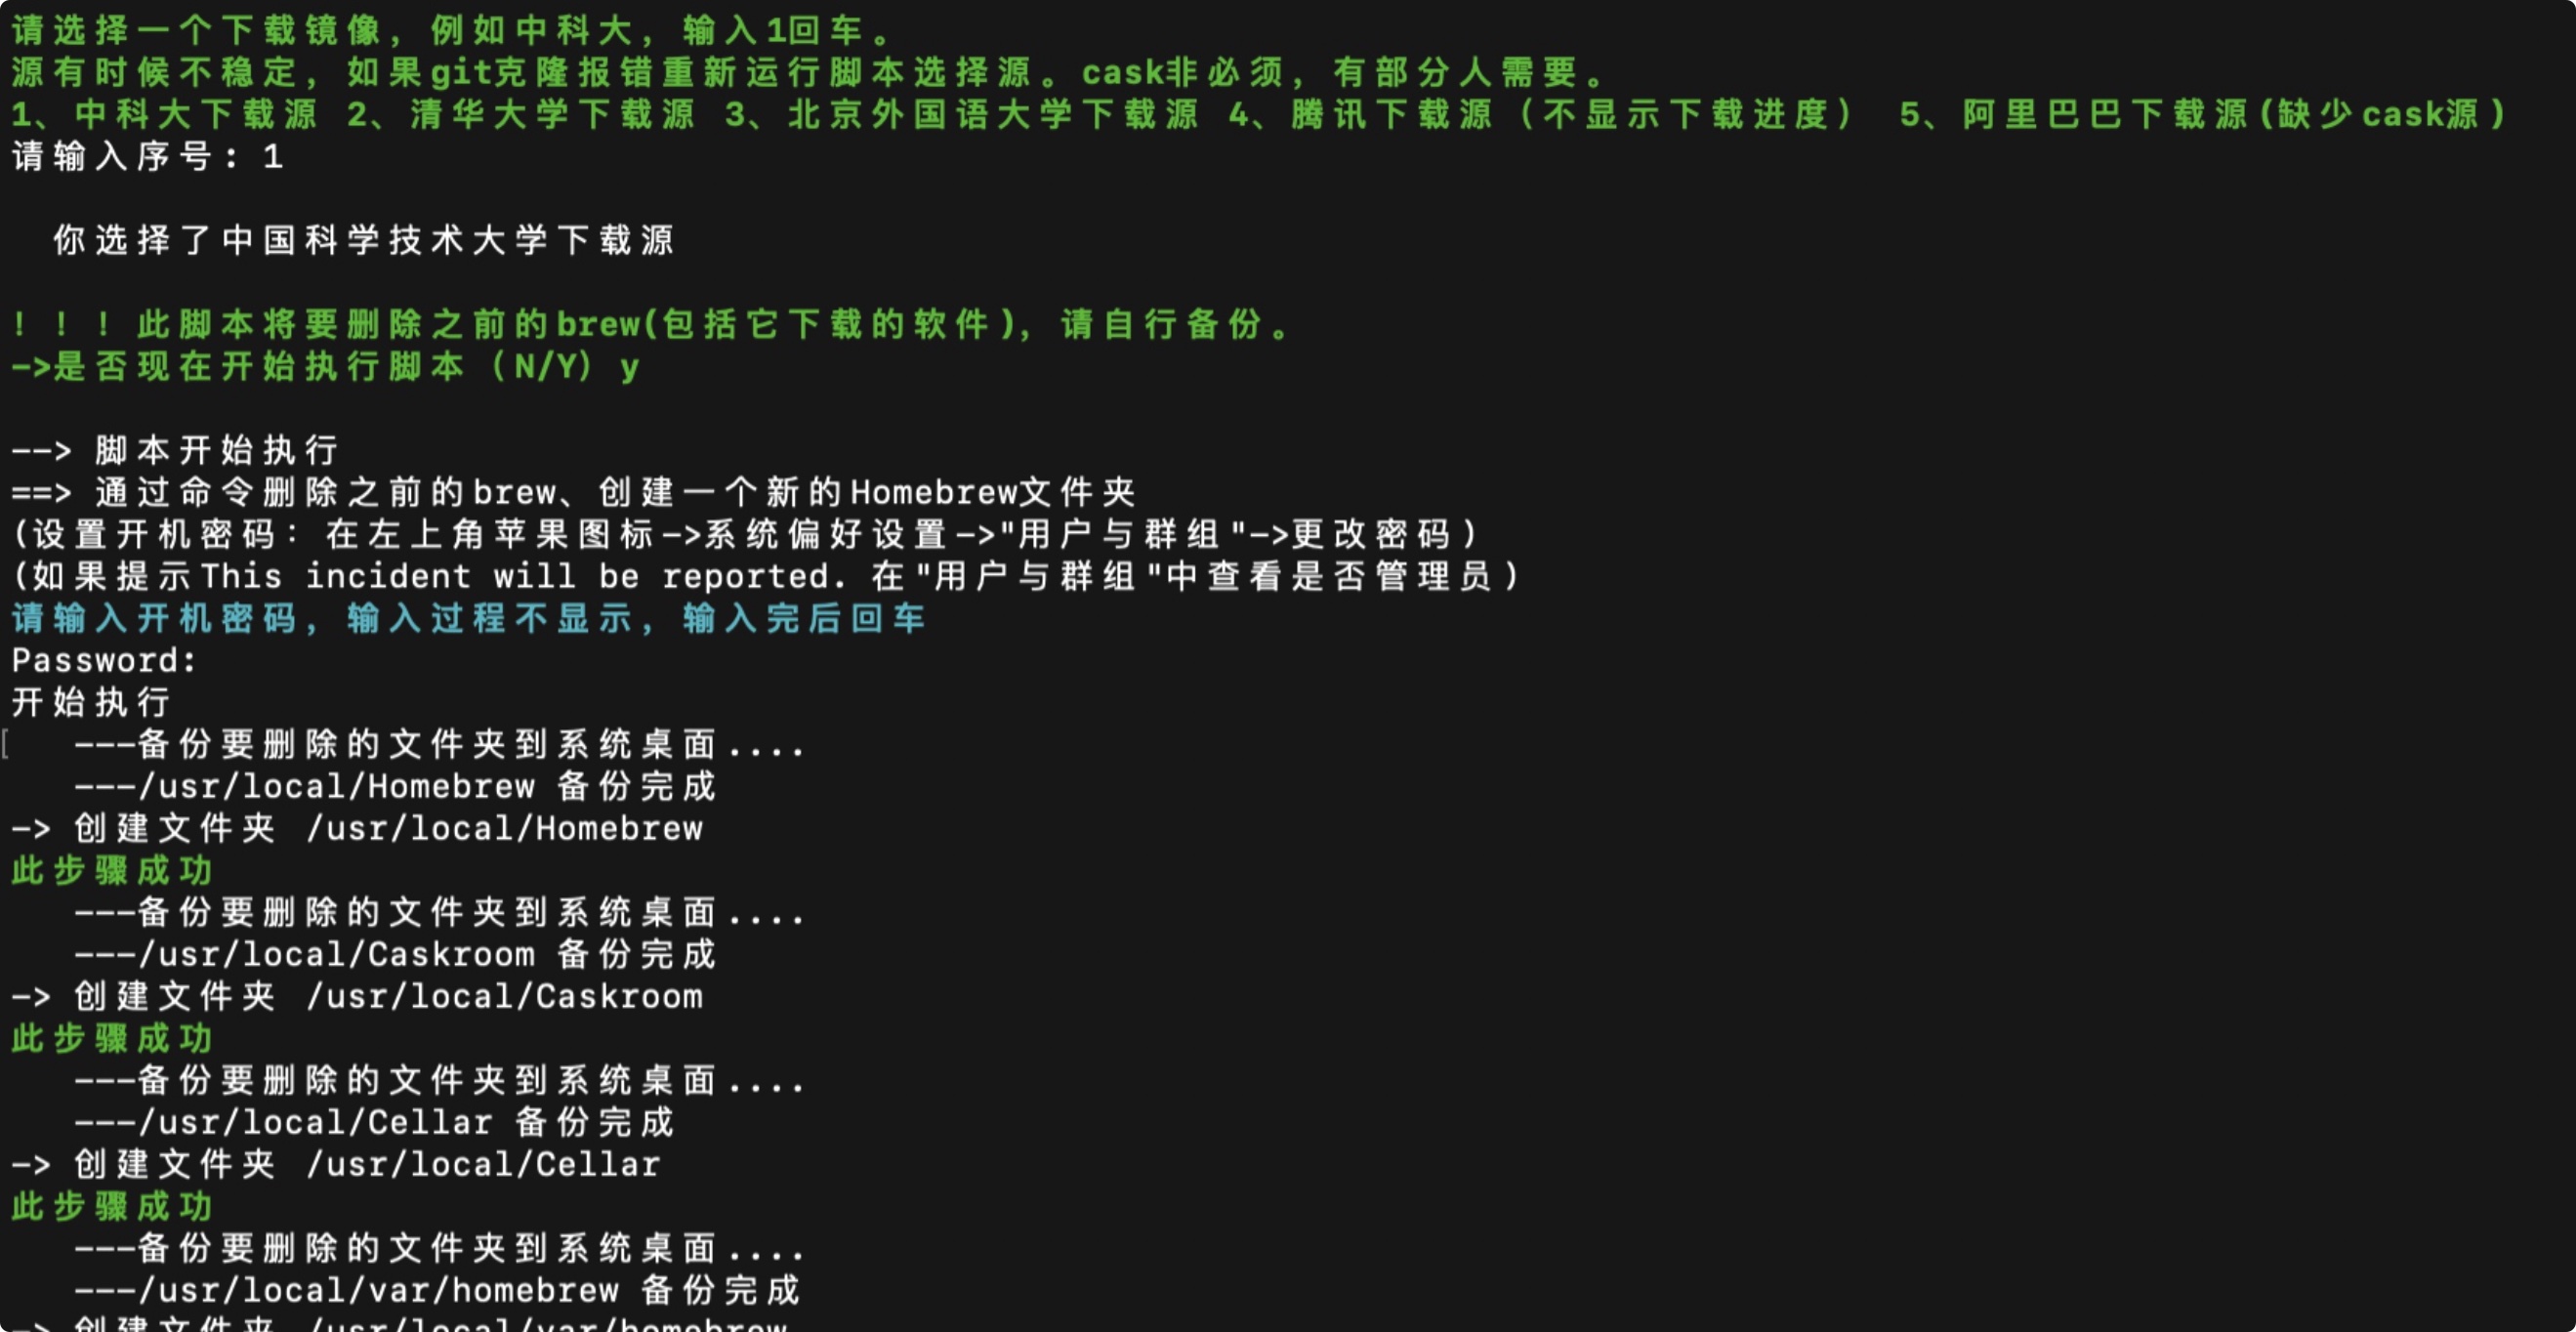 请选择一个下载镜像，例如中科大，输入1回车。
源有时候不稳定，如果git克隆报错重新运行脚本选择源。cask非必须，有部分人需要。
1、中科大下载源 2、清华大学下载源 3、北京外国语大学下载源 4、腾讯下载源（不显示下载进度） 5、阿里巴巴下载源(缺少cask源)
请输入序号: 1
你选择了中国科学技术大学下载源
！！！此脚本将要删除之前的brew(包括它下载的软件)，请自行备份。
->是否现在开始执行脚本（N/Y）y
--> 脚本开始执行
==> 通过命令删除之前的brew、创建一个新的Homebrew文件夹
(设置开机密码：在左上角苹果图标->系统偏好设置->"用户与群组"->更改密码)
(如果提示This incident will be reported. 在"用户与群组"中查看是否管理员)
请输入开机密码，输入过程不显示，输入完后回车
Password:
开始执行
[ ---备份要删除的文件夹到系统桌面....
---/usr/local/Homebrew 备份完成
-> 创建文件夹 /usr/local/Homebrew
此步骤成功
---备份要删除的文件夹到系统桌面....
---/usr/local/Caskroom 备份完成
-> 创建文件夹 /usr/local/Caskroom
此步骤成功
---备份要删除的文件夹到系统桌面....
---/usr/local/Cellar 备份完成
-> 创建文件夹 /usr/local/Cellar
此步骤成功
---备份要删除的文件夹到系统桌面....
---/usr/local/var/homebrew 备份完成
-> 创建文件夹 /usr/local/var/homebrew